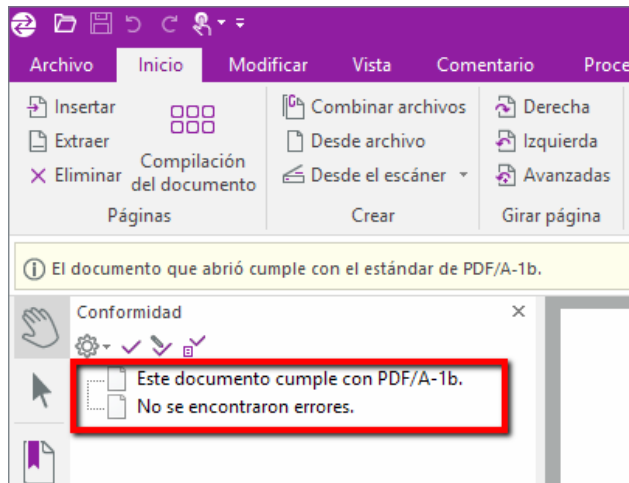 Archivo Inicio Modificar Vista Comentario Proce
Insertar
Extraer
Eliminar
Compilación
del documento
Páginas
Combinar archivos
Desde archivo
Desde el escáner
Crear
Derecha
Izquierda
Avanzadas
Girar página
El documento que abrió cumple con el estándar de PDF/A-1b.
Conformidad
Este documento cumple con PDF/A-1b.
No se encontraron errores.